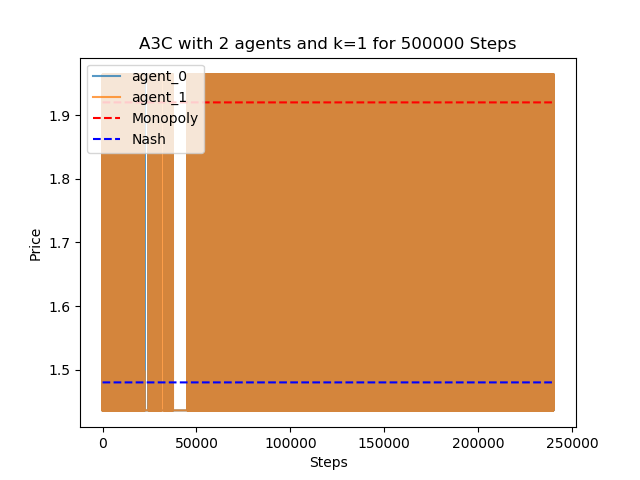 A3C with 2 agents and k=1 for 500000 Steps
agent_0
agent_1
Monopoly
Nash
1.9
1.8
1.7
1.6
1.5
Price
0
50000
100000
150000
200000
250000
Steps